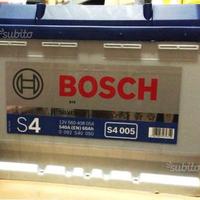 subito
BOSCH
S4
12V 560 408 054
540A (EN) 60Ah
0 092 S40 050
S4 005
subito